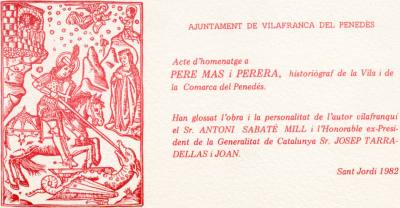 AJUNTAMENT DE VILAFRANCA DEL PENEDÈS
Acte d'homenatge a
PERE MAS i PERERA, historiògraf de la Vila i de
la Comarca del Penedès.
Han glossat l'obra i la personalitat de l'autor vilafranquí
el Sr. ANTONI SABATÉ MILL i l'Honorable ex-Presi-
dent de la Generalitat de Catalunya Sr. JOSEP TARRA-
DELLAS i JOAN.
Sant Jordi 1982